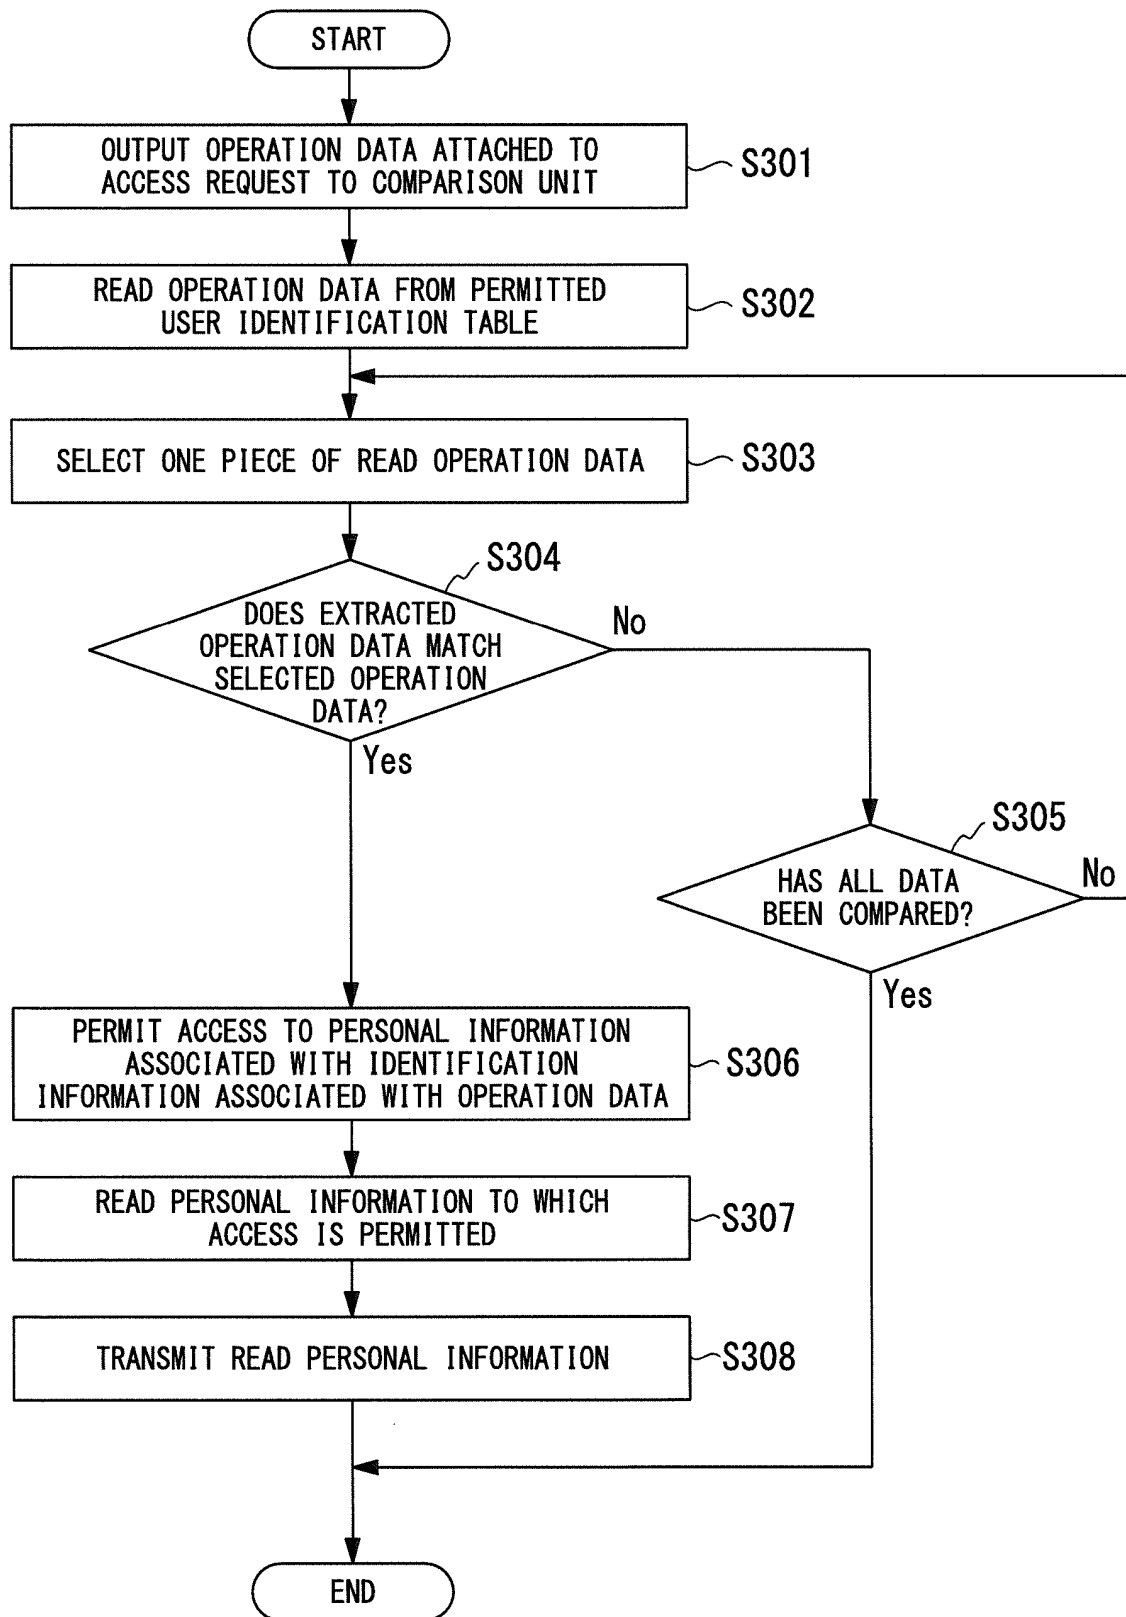 START
OUTPUT OPERATION DATA ATTACHED TO
ACCESS REQUEST TO COMPARISON UNIT
S301
READ OPERATION DATA FROM PERMITTED
USER IDENTIFICATION TABLE
S302
SELECT ONE PIECE OF READ OPERATION DATA
S303
S304
DOES EXTRACTED
OPERATION DATA MATCH
SELECTED OPERATION
DATA?
No
Yes
S305
HAS ALL DATA
BEEN COMPARED?
No
Yes
PERMIT ACCESS TO PERSONAL INFORMATION
ASSOCIATED WITH IDENTIFICATION
INFORMATION ASSOCIATED WITH OPERATION DATA
S306
READ PERSONAL INFORMATION TO WHICH
ACCESS IS PERMITTED
S307
TRANSMIT READ PERSONAL INFORMATION
S308
END